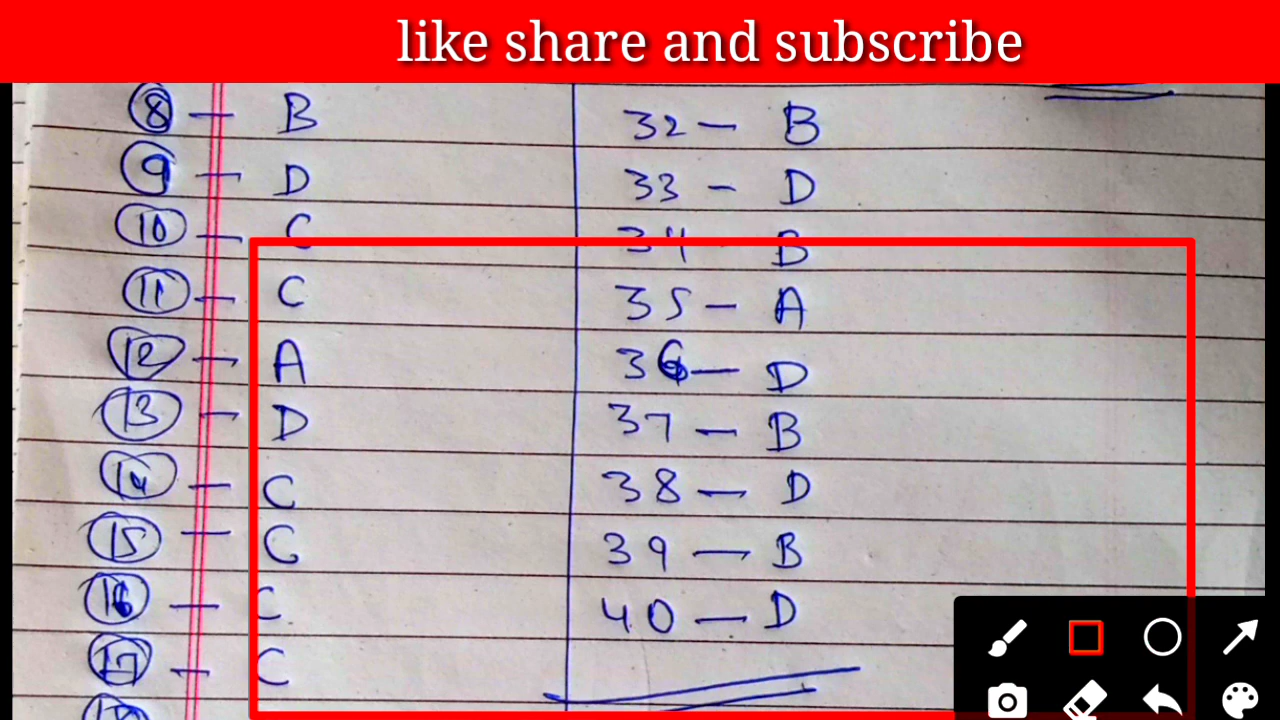 like share and subscribe
8 — B
9 — D
10 — C
11 — C
12 — A
13 — D
14 — C
15 — C
16 — C
17 — C
32 — B
33 — D
34 - B
35 — A
36 — D
37 — B
38 — D
39 — B
40 — D